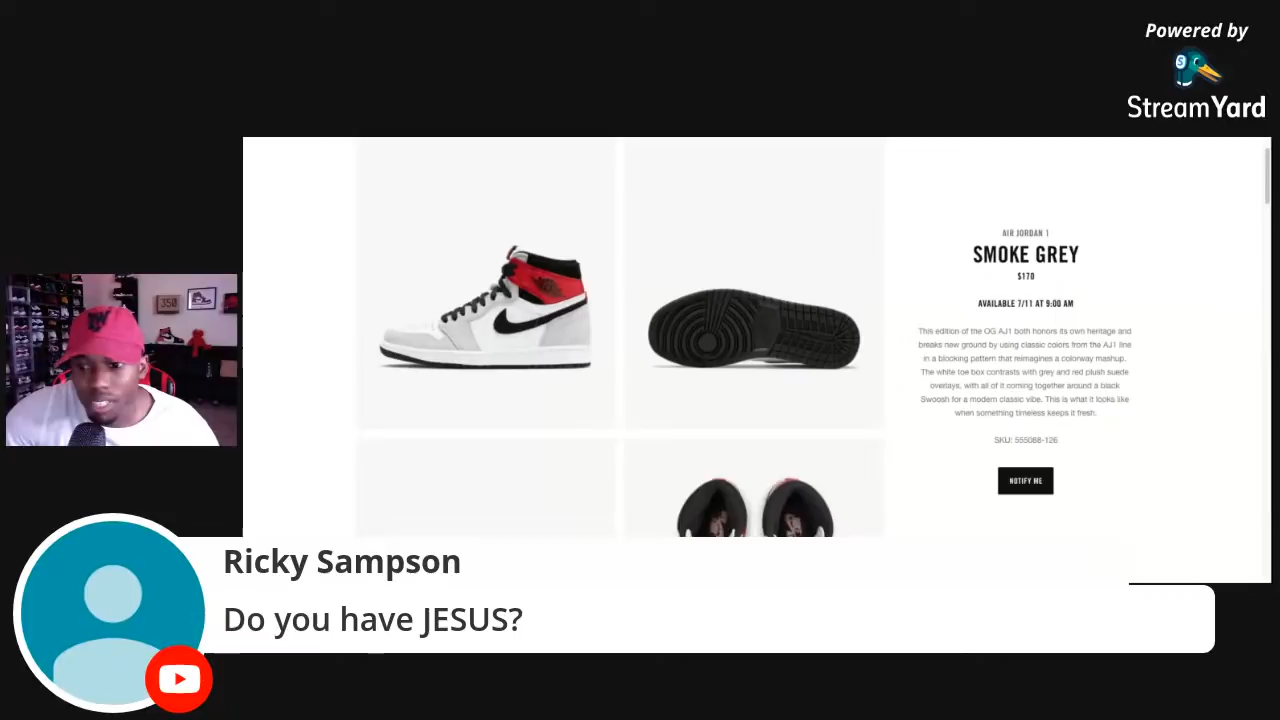 Powered by
StreamYard
AIR JORDAN 1
SMOKE GREY
$170
AVAILABLE 7/11 AT 9:00 AM
This edition of the OG AJ1 both honors its own heritage and
breaks new ground by using classic colors from the AJ1 line
in a blocking pattern that reimagines a colorway mashup.
The white toe box contrasts with grey and red plush suede
overlays, with all of it coming together around a black
Swoosh for a modern classic vibe. This is what it looks like
when something timeless keeps it fresh.
SKU: 555088-126
NOTIFY ME
350
Ricky Sampson
Do you have JESUS?